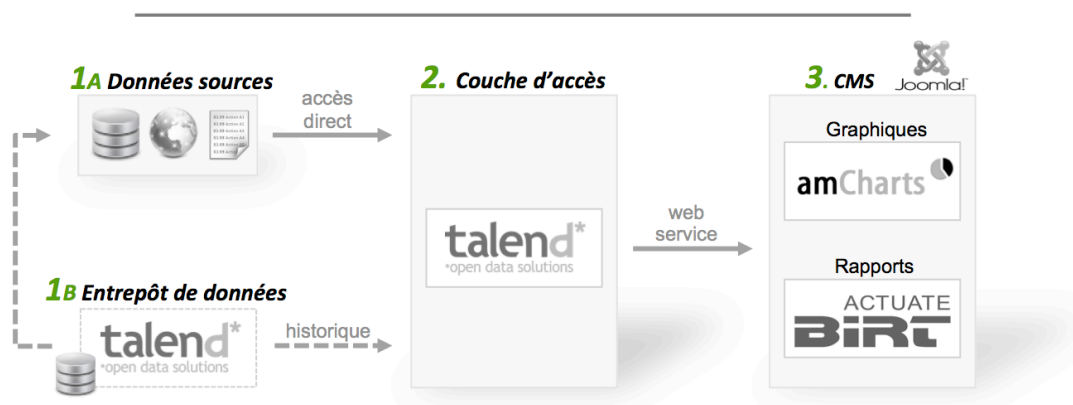 1A Données sources
accès
direct
2. Couche d'accès
3. CMS
Joomla!
Graphiques
amCharts
talend*
*open data solutions
web
service
Rapports
ACTUATE
BiRT
1B Entrepôt de données
talend*
*open data solutions
historique